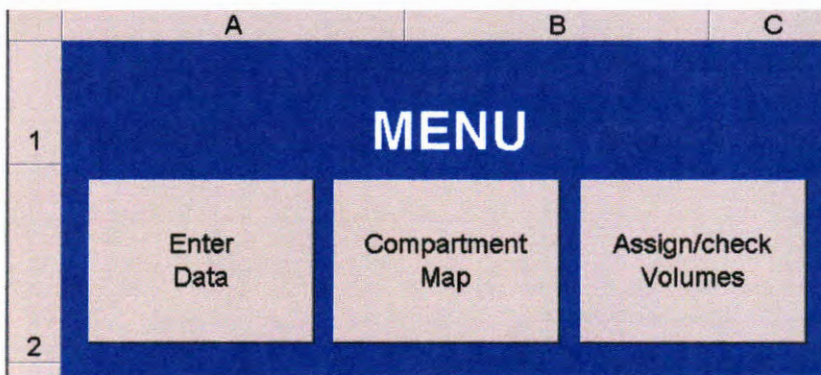 A B C
1
MENU
Enter Data
Compartment Map
Assign/check Volumes
2